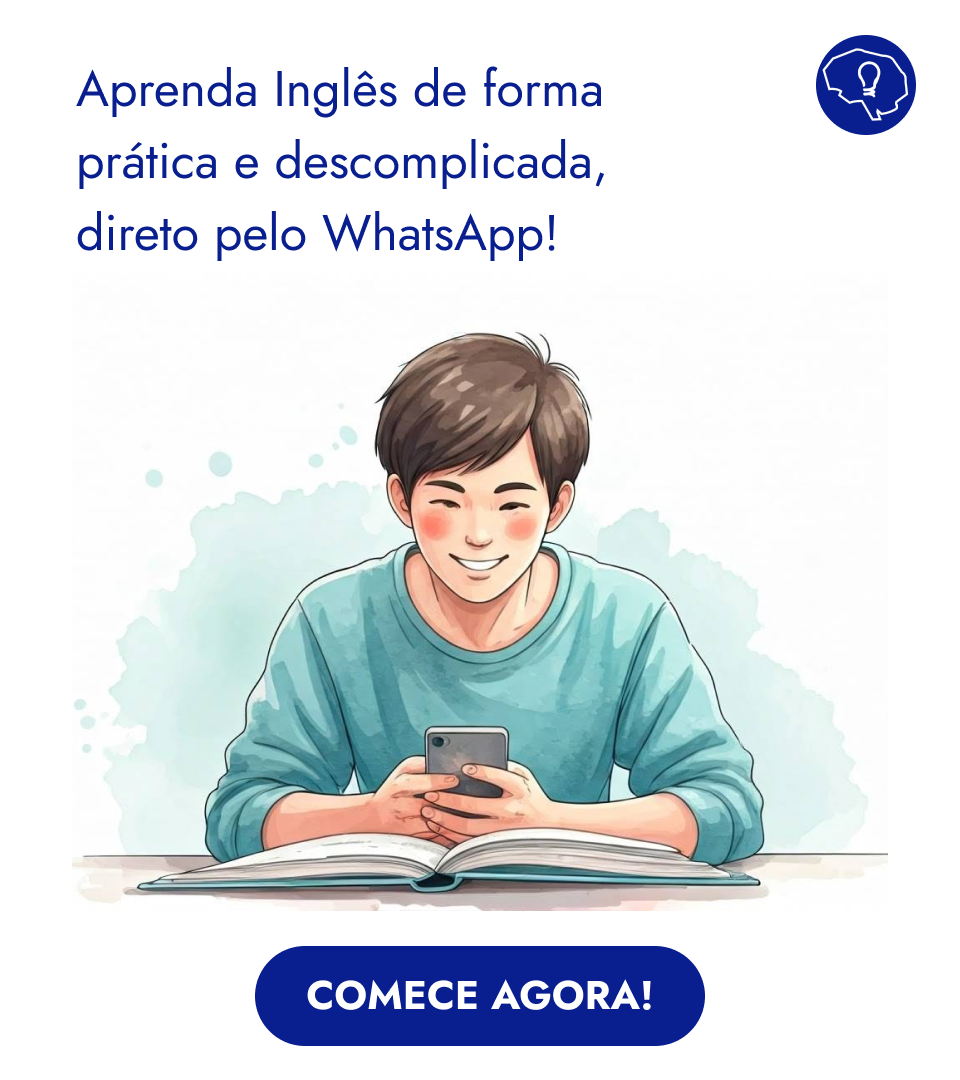 Aprenda Inglês de forma
prática e descomplicada,
direto pelo WhatsApp!
COMECE AGORA!